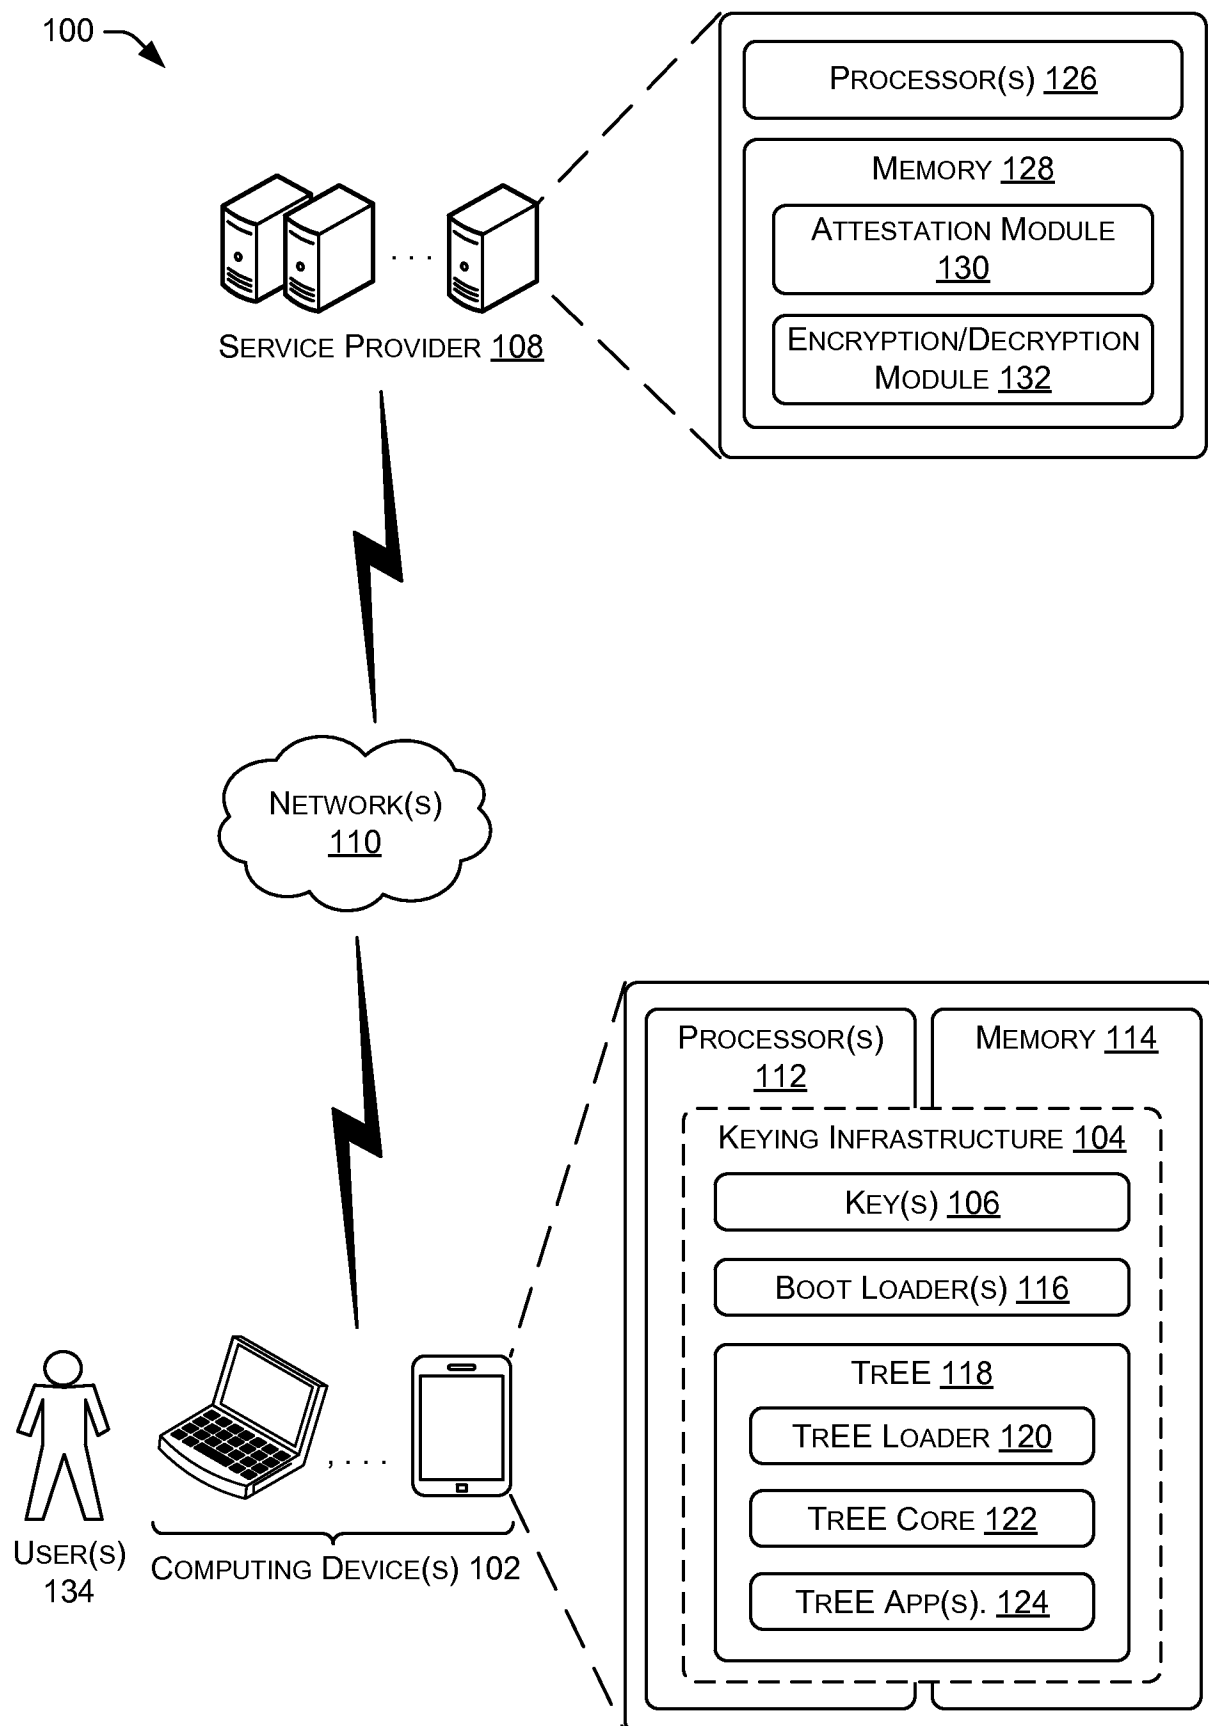 100
PROCESSOR(S) 126
MEMORY 128
ATTESTATION MODULE
130
ENCRYPTION/DECRYPTION
MODULE 132
SERVICE PROVIDER 108
NETWORK(S)
110
PROCESSOR(S)
112
MEMORY 114
KEYING INFRASTRUCTURE 104
KEY(S) 106
BOOT LOADER(S) 116
TrEE 118
TrEE LOADER 120
TrEE CORE 122
TrEE APP(S). 124
USER(S)
134
, . . . .
COMPUTING DEVICE(S) 102